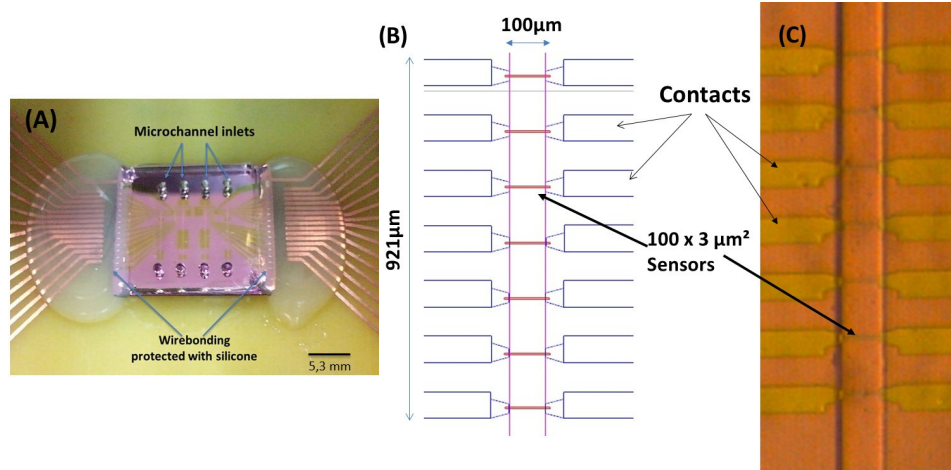 (A)
Microchannel inlets
Wirebonding
protected with silicone
5,3 mm
(B)
100µm
921µm
Contacts
100 x 3 µm²
Sensors
(C)